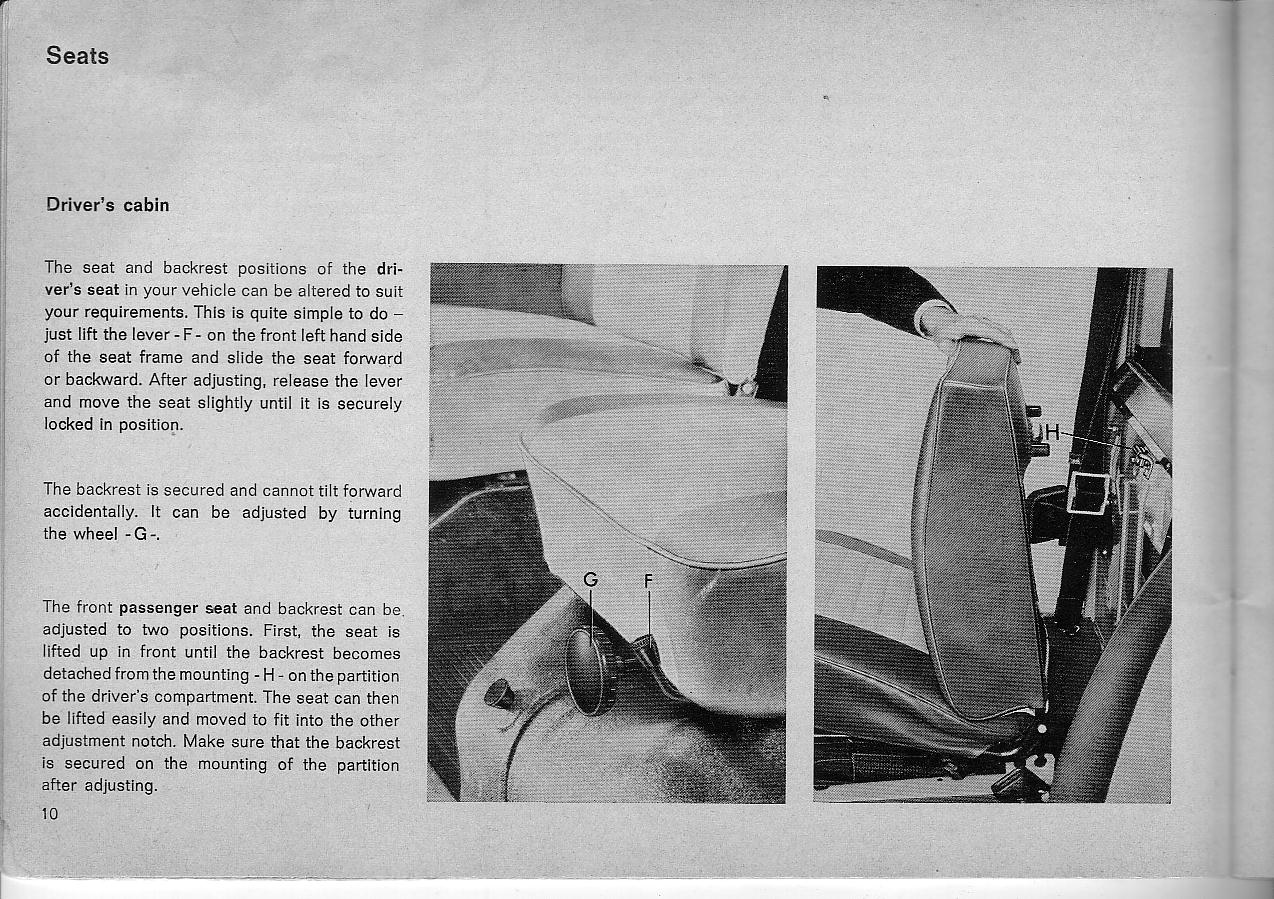 Seats
Driver's cabin
The seat and backrest positions of the dri-
ver's seat in your vehicle can be altered to suit
your requirements. This is quite simple to do –
just lift the lever - F - on the front left hand side
of the seat frame and slide the seat forward
or backward. After adjusting, release the lever
and move the seat slightly until it is securely
locked in position.
The backrest is secured and cannot tilt forward
accidentally. It can be adjusted by turning
the wheel - G -.
The front passenger seat and backrest can be
adjusted to two positions. First, the seat is
lifted up in front until the backrest becomes
detached from the mounting - H - on the partition
of the driver's compartment. The seat can then
be lifted easily and moved to fit into the other
adjustment notch. Make sure that the backrest
is secured on the mounting of the partition
after adjusting.
10
G F
H